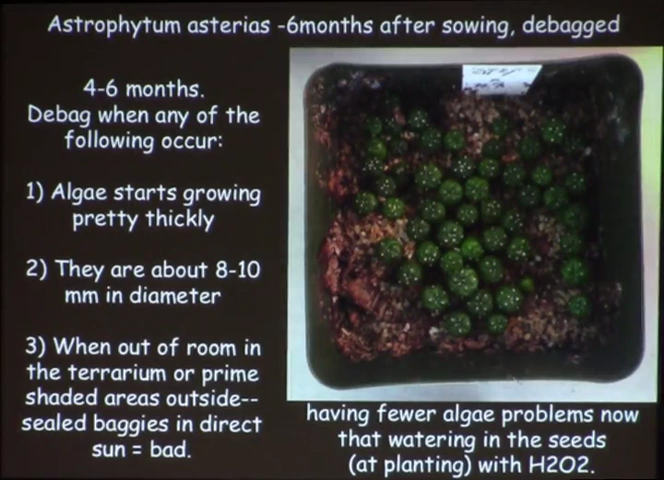 Astrophytum asterias -6months after sowing, debagged
4-6 months.
Debag when any of the
following occur:
1) Algae starts growing
pretty thickly
2) They are about 8-10
mm in diameter
3) When out of room in
the terrarium or prime
shaded areas outside--
sealed baggies in direct
sun = bad.
having fewer algae problems now
that watering in the seeds
(at planting) with H2O2.